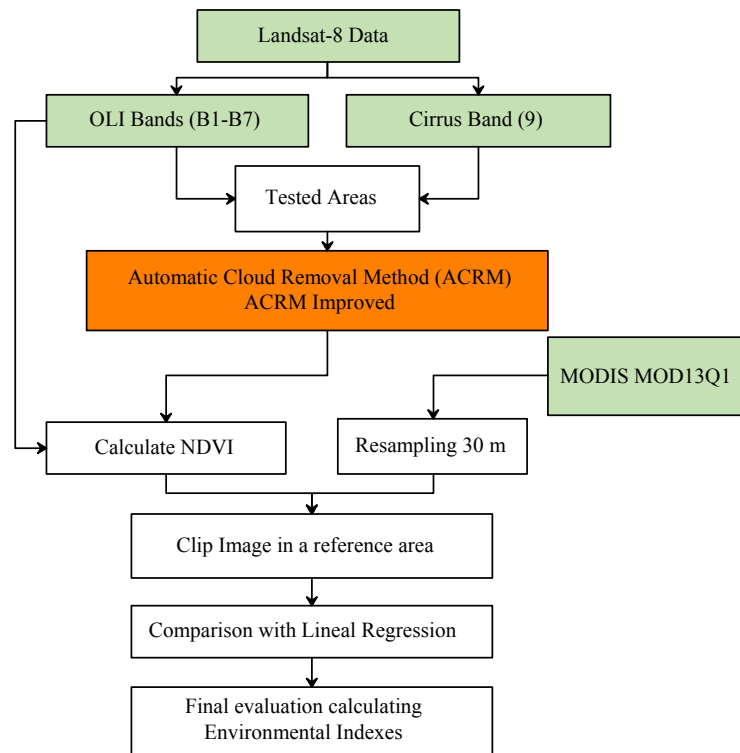 Landsat-8 Data
OLI Bands (B1-B7)
Cirrus Band (9)
Tested Areas
Automatic Cloud Removal Method (ACRM)
ACRM Improved
MODIS MOD13Q1
Calculate NDVI
Resampling 30 m
Clip Image in a reference area
Comparison with Lineal Regression
Final evaluation calculating
Environmental Indexes